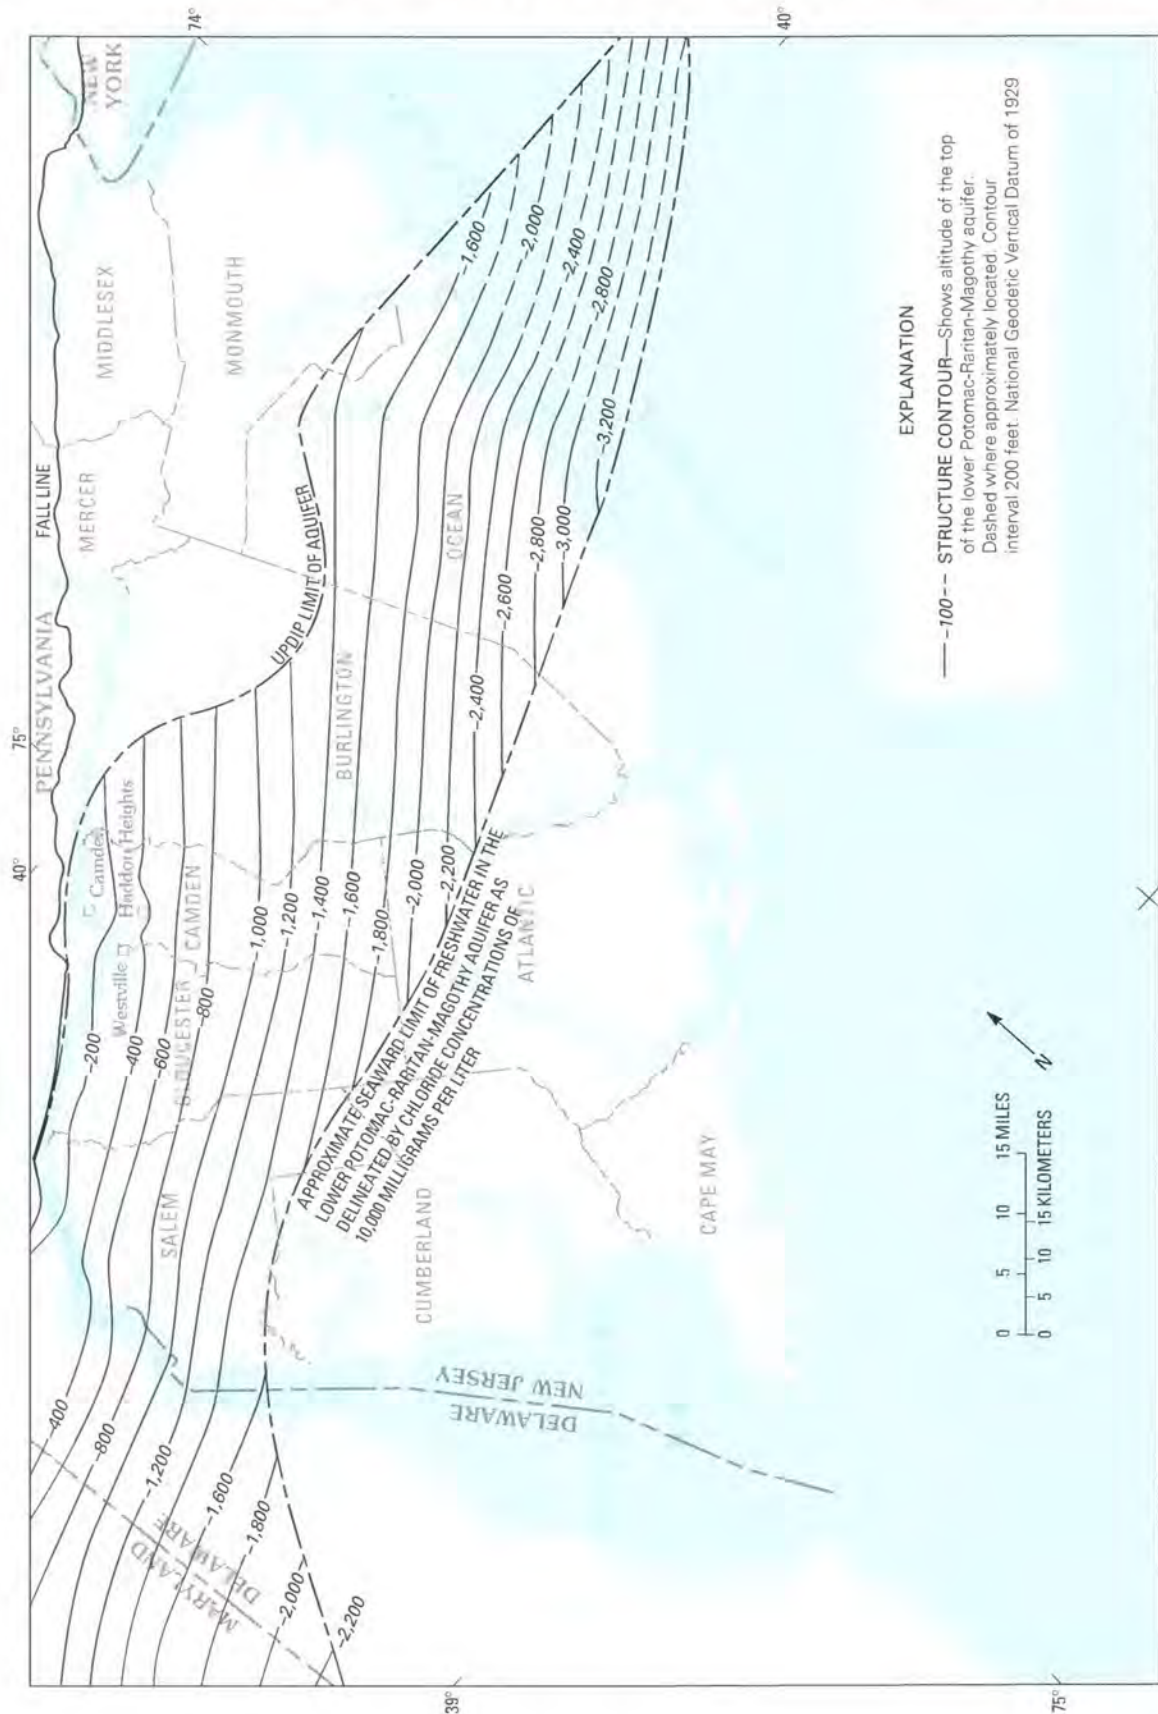 74°
40°
NEW
YORK
MIDDLESEX
MONMOUTH
FALL LINE
MERCER
PENNSYLVANIA
UPDIP LIMIT OF AQUIFER
OCEAN
BURLINGTON
75°
40°
Camden
Haddon Heights
Westville
CAMDEN
GLOUCESTER
ATLANTIC
SALEM
CUMBERLAND
CAPE MAY
NEW JERSEY
DELAWARE
MARYLAND
DELAWARE
39°
75°
-200
-400
-600
-800
1,000
-1,200
-1,400
-1,600
-1,800
-2,000
-2,200
-2,400
-2,600
-2,800
-3,000
-3,200
-1,600
-2,000
-2,400
-2,800
-400
-800
-1,200
-1,600
-1,800
-2,000
-2,200
APPROXIMATE SEAWARD LIMIT OF FRESHWATER IN THE
LOWER POTOMAC-RARITAN-MAGOTHY AQUIFER AS
DELINEATED BY CHLORIDE CONCENTRATIONS OF
10,000 MILLIGRAMS PER LITER
EXPLANATION
-100-- STRUCTURE CONTOUR—Shows altitude of the top
of the lower Potomac-Raritan-Magothy aquifer.
Dashed where approximately located. Contour
interval 200 feet. National Geodetic Vertical Datum of 1929
N
0 5 10 15 MILES
0 5 10 15 KILOMETERS